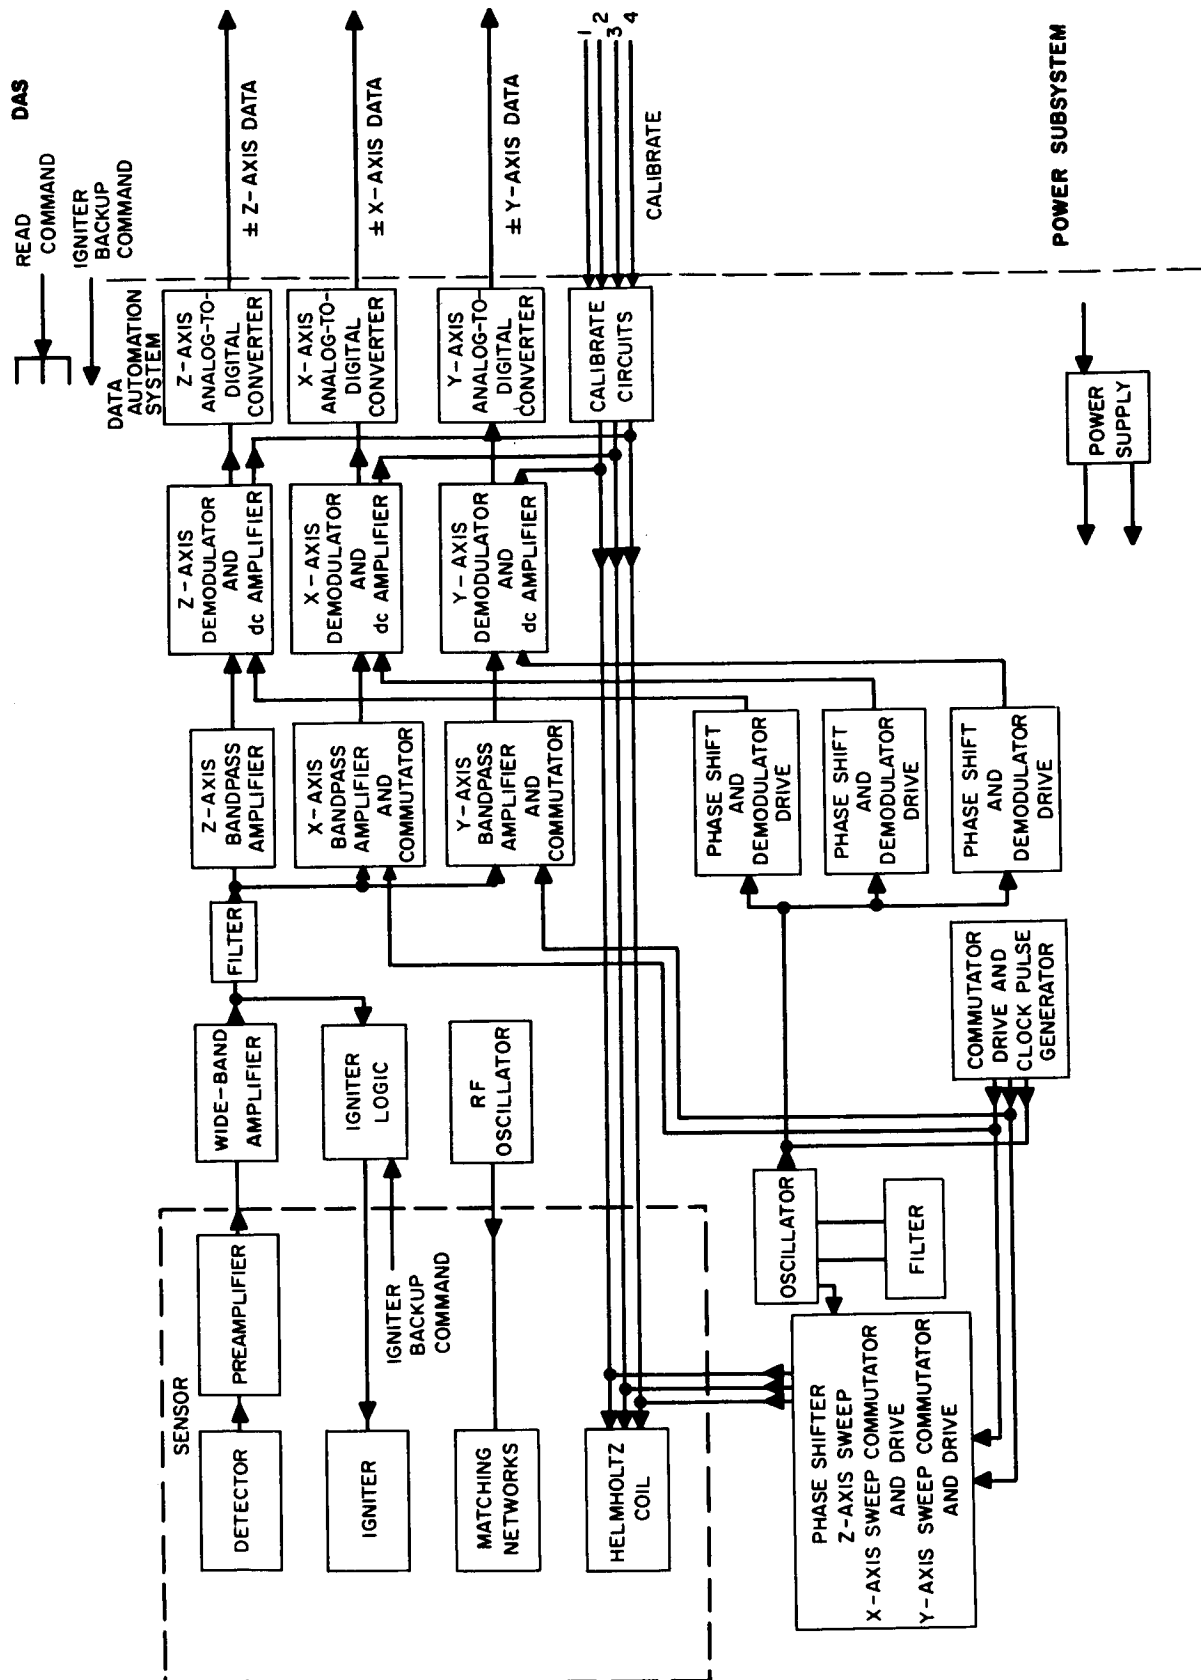 SENSOR
DETECTOR
PREAMPLIFIER
WIDE-BAND
AMPLIFIER
FILTER
Z-AXIS
BANDPASS
AMPLIFIER
Z-AXIS
DEMODULATOR
AND
dc AMPLIFIER
DATA
AUTOMATION
SYSTEM
Z-AXIS
ANALOG-TO-
DIGITAL
CONVERTER
± Z-AXIS DATA
READ
COMMAND
DAS
IGNITER
BACKUP
COMMAND
IGNITER
IGNITER
BACKUP
COMMAND
IGNITER
LOGIC
X-AXIS
BANDPASS
AMPLIFIER
AND
COMMUTATOR
X-AXIS
DEMODULATOR
AND
dc AMPLIFIER
X-AXIS
ANALOG-TO-
DIGITAL
CONVERTER
± X-AXIS DATA
MATCHING
NETWORKS
RF
OSCILLATOR
Y-AXIS
BANDPASS
AMPLIFIER
AND
COMMUTATOR
Y-AXIS
DEMODULATOR
AND
dc AMPLIFIER
Y-AXIS
ANALOG-TO-
DIGITAL
CONVERTER
± Y-AXIS DATA
HELMHOLTZ
COIL
CALIBRATE
CIRCUITS
1
2
3
4
CALIBRATE
OSCILLATOR
FILTER
PHASE SHIFT
AND
DEMODULATOR
DRIVE
PHASE SHIFT
AND
DEMODULATOR
DRIVE
PHASE SHIFT
AND
DEMODULATOR
DRIVE
PHASE SHIFTER
Z-AXIS SWEEP
X-AXIS SWEEP COMMUTATOR
AND DRIVE
Y-AXIS SWEEP COMMUTATOR
AND DRIVE
COMMUTATOR
DRIVE AND
CLOCK PULSE
GENERATOR
POWER
SUPPLY
POWER SUBSYSTEM